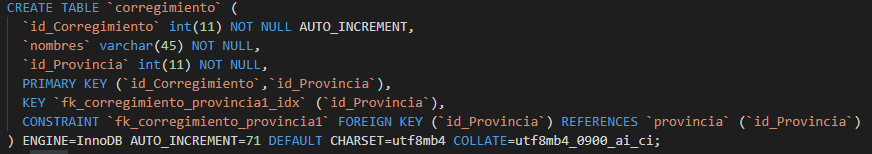 CREATE TABLE `corregimiento` (
  `id_Corregimiento` int(11) NOT NULL AUTO_INCREMENT,
  `nombres` varchar(45) NOT NULL,
  `id_Provincia` int(11) NOT NULL,
  PRIMARY KEY (`id_Corregimiento`,`id_Provincia`),
  KEY `fk_corregimiento_provincia1_idx` (`id_Provincia`),
  CONSTRAINT `fk_corregimiento_provincia1` FOREIGN KEY (`id_Provincia`) REFERENCES `provincia` (`id_Provincia`)
) ENGINE=InnoDB AUTO_INCREMENT=71 DEFAULT CHARSET=utf8mb4 COLLATE=utf8mb4_0900_ai_ci;